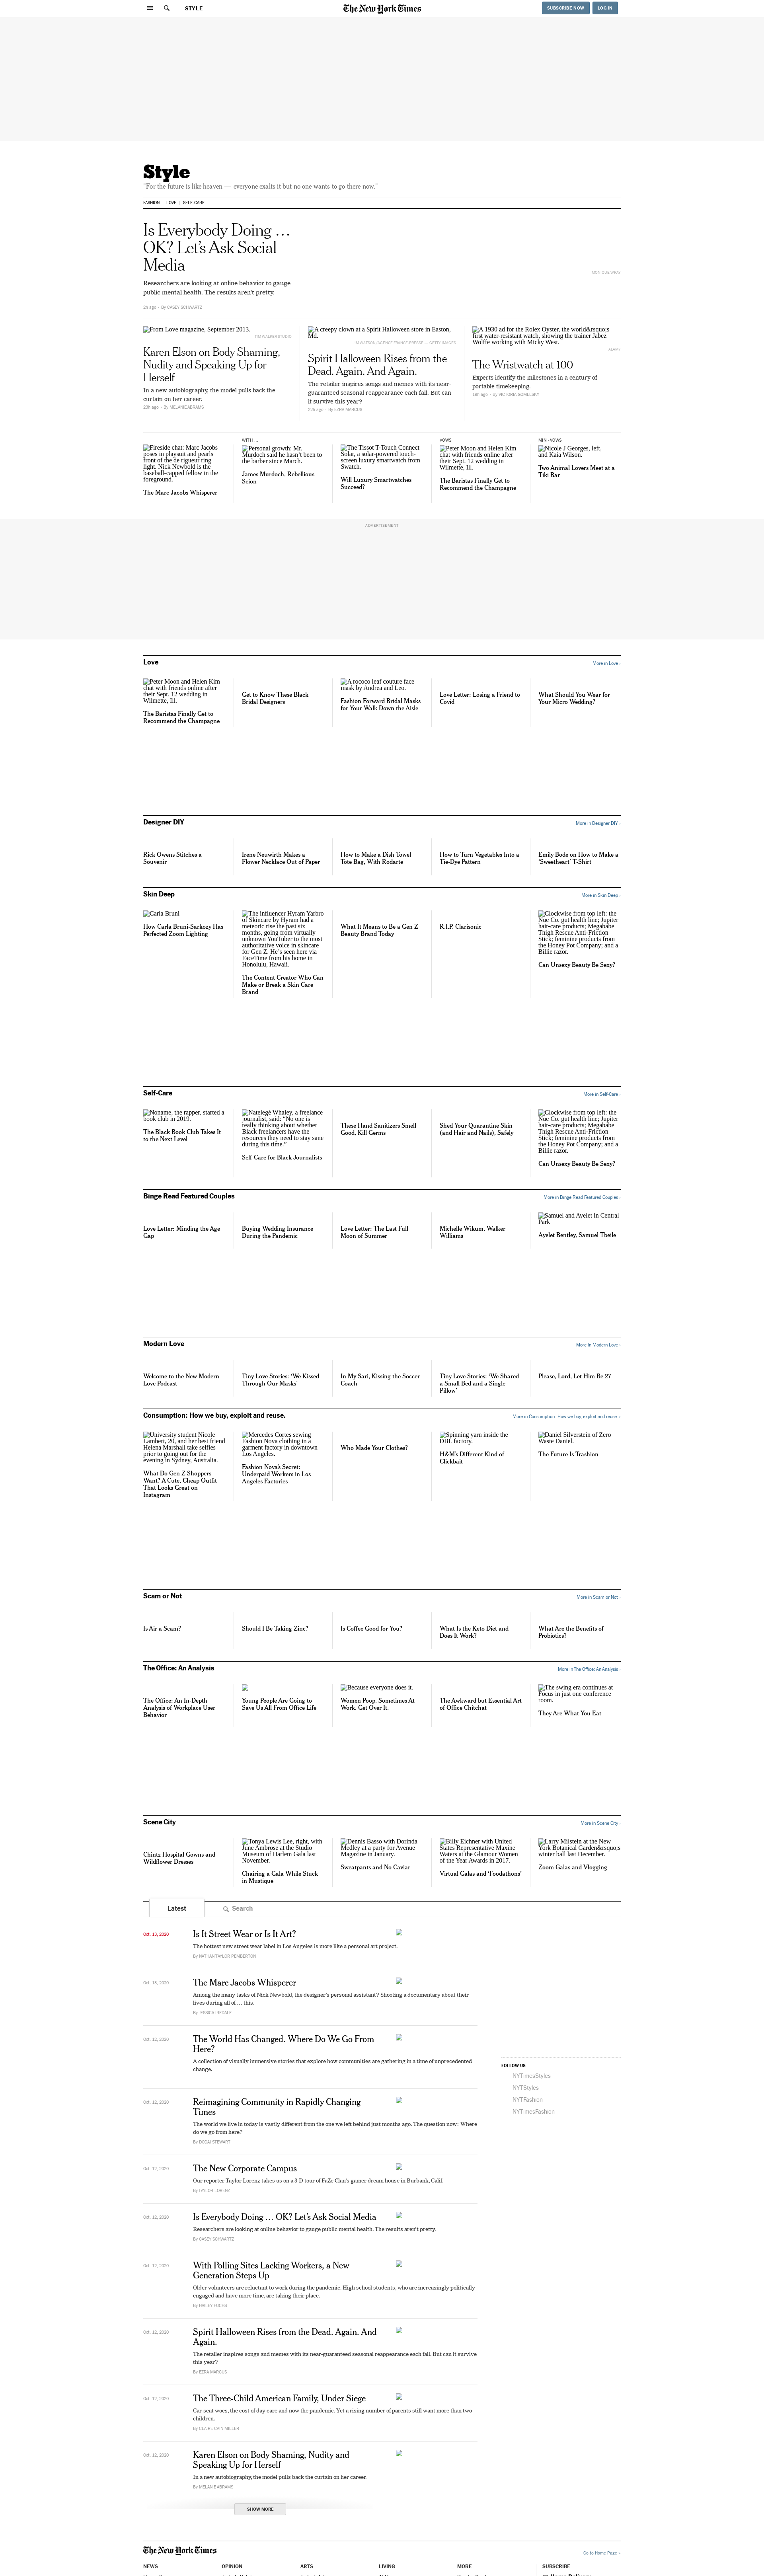 STYLE
The New York Times
SUBSCRIBE NOW
LOG IN
Style
"For the future is like heaven — everyone exalts it but no one wants to go there now."
FASHION
LOVE
SELF-CARE
Is Everybody Doing …
OK? Let's Ask Social
Media
Researchers are looking at online behavior to gauge
public mental health. The results aren't pretty.
By CASEY SCHWARTZ
From Love magazine, September 2013.
Karen Elson on Body Shaming,
Nudity and Speaking Up for
Herself
In a new autobiography, the model pulls the back the
curtain on her career.
22h ago – By MELANIE ABRAMS
A creepy clown at a Spirit Halloween store in Easton,
Md.
Spirit Halloween Rises from the
Dead. Again. And Again.
The retailer inspires songs and memes with its near-
guaranteed seasonal reappearance each fall. But can
it survive this year?
22h ago – By EZRA MARCUS
A 1930 ad for the Rolex Oyster, the world&rsquo;s
first water-resistant watch, showing the trainer Jabez
Wolffe working with Micky West.
The Wristwatch at 100
Experts identify the milestones in a century of
portable timekeeping.
By VICTORIA GOMELSKY
Fireside chat: Marc Jacobs
poses in playsuit and pearls
front of the de rigueur ring
light. Nick Newbold is the
baseball-capped fellow in the
foreground.
The Marc Jacobs Whisperer
WITH ...
Personal growth: Mr.
Murdoch said he hasn't been to
the barber since March.
James Murdoch, Rebellious
Scion
The Tissot T-Touch Connect
Solar, a solar-powered touch-
screen luxury smartwatch from
Swatch.
Will Luxury Smartwatches
Succeed?
VOWS
Peter Moon and Helen Kim
chat with friends online after
their Sept. 12 wedding in
Wilmette, Ill.
The Baristas Finally Get to
Recommend the Champagne
MINI-VOWS
Nicole J Georges, left,
and Kaia Wilson.
Two Animal Lovers Meet at a
Tiki Bar
ADVERTISEMENT
Love
More in Love ›
Peter Moon and Helen Kim
chat with friends online after
their Sept. 12 wedding in
Wilmette, Ill.
The Baristas Finally Get to
Recommend the Champagne
Get to Know These Black
Bridal Designers
A rococo leaf couture face
mask by Andrea and Leo.
Fashion Forward Bridal Masks
for Your Walk Down the Aisle
Love Letter: Losing a Friend to
Covid
What Should You Wear for
Your Micro Wedding?
Designer DIY
More in Designer DIY ›
Rick Owens Stitches a
Souvenir
Irene Neuwirth Makes a
Flower Necklace Out of Paper
How to Make a Dish Towel
Tote Bag, With Rodarte
How to Turn Vegetables Into a
Tie-Dye Pattern
Emily Bode on How to Make a
'Sweetheart' T-Shirt
Skin Deep
More in Skin Deep ›
Carla Bruni
How Carla Bruni-Sarkozy Has
Perfected Zoom Lighting
The influencer Hyram Yarbro
of Skincare by Hyram had a
meteoric rise the past six
months, going from virtually
unknown YouTuber to the most
authoritative voice in skincare
for Gen Z. He's seen here via
FaceTime from his home in
Honolulu, Hawaii.
The Content Creator Who Can
Make or Break a Skin Care
Brand
What It Means to Be a Gen Z
Beauty Brand Today
R.I.P. Clarisonic
Clockwise from top left: the
Nue Co. gut health line; Jupiter
hair-care products; Megababe
Thigh Rescue Anti-Friction
Stick; feminine products from
the Honey Pot Company; and a
Billie razor.
Can Unsexy Beauty Be Sexy?
Self-Care
More in Self-Care ›
Noname, the rapper, started a
book club in 2019.
The Black Book Club Takes It
to the Next Level
Natelegé Whaley, a freelance
journalist, said: "No one is
really thinking about whether
Black freelancers have the
resources they need to stay sane
during this time."
Self-Care for Black Journalists
These Hand Sanitizers Smell
Good, Kill Germs
Shed Your Quarantine Skin
(and Hair and Nails), Safely
Clockwise from top left: the
Nue Co. gut health line; Jupiter
hair-care products; Megababe
Thigh Rescue Anti-Friction
Stick; feminine products from
the Honey Pot Company; and a
Billie razor.
Can Unsexy Beauty Be Sexy?
Binge Read Featured Couples
More in Binge Read Featured Couples ›
Love Letter: Minding the Age
Gap
Buying Wedding Insurance
During the Pandemic
Love Letter: The Last Full
Moon of Summer
Michelle Wikum, Walker
Williams
Samuel and Ayelet in Central
Park
Ayelet Bentley, Samuel Tbeile
Modern Love
More in Modern Love ›
Welcome to the New Modern
Love Podcast
Tiny Love Stories: 'We Kissed
Through Our Masks'
In My Sari, Kissing the Soccer
Coach
Tiny Love Stories: 'We Shared
a Small Bed and a Single
Pillow'
Please, Lord, Let Him Be 27
Consumption: How we buy, exploit and reuse.
More in Consumption: How we buy, exploit and reuse. ›
University student Nicole
Lambert, 20, and her best friend
Helena Marshall take selfies
prior to going out for the
evening in Sydney, Australia.
What Do Gen Z Shoppers
Want? A Cute, Cheap Outfit
That Looks Great on
Instagram
Mercedes Cortes sewing
Fashion Nova clothing in a
garment factory in downtown
Los Angeles.
Fashion Nova's Secret:
Underpaid Workers in Los
Angeles Factories
Who Made Your Clothes?
Spinning yarn inside the
DBL factory.
H&M's Different Kind of
Clickbait
Daniel Silverstein of Zero
Waste Daniel.
The Future Is Trashion
Scam or Not
More in Scam or Not ›
Is Air a Scam?
Should I Be Taking Zinc?
Is Coffee Good for You?
What Is the Keto Diet and
Does It Work?
What Are the Benefits of
Probiotics?
The Office: An Analysis
More in The Office: An Analysis ›
The Office: An In-Depth
Analysis of Workplace User
Behavior
Young People Are Going to
Save Us All From Office Life
Because everyone does it.
Women Poop. Sometimes At
Work. Get Over It.
The Awkward but Essential Art
of Office Chitchat
The swing era continues at
Focus in just one conference
room.
They Are What You Eat
Scene City
More in Scene City ›
Chintz Hospital Gowns and
Wildflower Dresses
Tonya Lewis Lee, right, with
June Ambrose at the Studio
Museum of Harlem Gala last
November.
Chairing a Gala While Stuck
in Mustique
Dennis Basso with Dorinda
Medley at a party for Avenue
Magazine in January.
Sweatpants and No Caviar
Billy Eichner with United
States Representative Maxine
Waters at the Glamour Women
of the Year Awards in 2017.
Virtual Galas and 'Foodathons'
Larry Milstein at the New
York Botanical Garden&rsquo;s
winter ball last December.
Zoom Galas and Vlogging
Latest
Search
Oct. 13, 2020
Is It Street Wear or Is It Art?
The hottest new street wear label in Los Angeles is more like a personal art project.
By NATHAN TAYLOR PEMBERTON
Oct. 13, 2020
The Marc Jacobs Whisperer
Among the many tasks of Nick Newbold, the designer's personal assistant? Shooting a documentary about their
lives during all of … this.
By JESSICA IREDALE
Oct. 12, 2020
The World Has Changed. Where Do We Go From
Here?
A collection of visually immersive stories that explore how communities are gathering in a time of unprecedented
change.
Oct. 12, 2020
Reimagining Community in Rapidly Changing
Times
The world we live in today is vastly different from the one we left behind just months ago. The question now: Where
do we go from here?
By DODAI STEWART
Oct. 12, 2020
The New Corporate Campus
Our reporter Taylor Lorenz takes us on a 3-D tour of FaZe Clan's gamer dream house in Burbank, Calif.
By TAYLOR LORENZ
Oct. 12, 2020
Is Everybody Doing … OK? Let's Ask Social Media
Researchers are looking at online behavior to gauge public mental health. The results aren't pretty.
By CASEY SCHWARTZ
Oct. 12, 2020
With Polling Sites Lacking Workers, a New
Generation Steps Up
Older volunteers are reluctant to work during the pandemic. High school students, who are increasingly politically
engaged and have more time, are taking their place.
By HAILEY FUCHS
Oct. 12, 2020
Spirit Halloween Rises from the Dead. Again. And
Again.
The retailer inspires songs and memes with its near-guaranteed seasonal reappearance each fall. But can it survive
this year?
By EZRA MARCUS
Oct. 12, 2020
The Three-Child American Family, Under Siege
Car-seat woes, the cost of day care and now the pandemic. Yet a rising number of parents still want more than two
children.
By CLAIRE CAIN MILLER
Oct. 12, 2020
Karen Elson on Body Shaming, Nudity and
Speaking Up for Herself
In a new autobiography, the model pulls the back the curtain on her career.
By MELANIE ABRAMS
SHOW MORE
FOLLOW US
NYTimesStyles
NYTStyles
NYTFashion
NYTimesFashion
The New York Times
Go to Home Page »
NEWS
OPINION
ARTS
LIVING
MORE
SUBSCRIBE